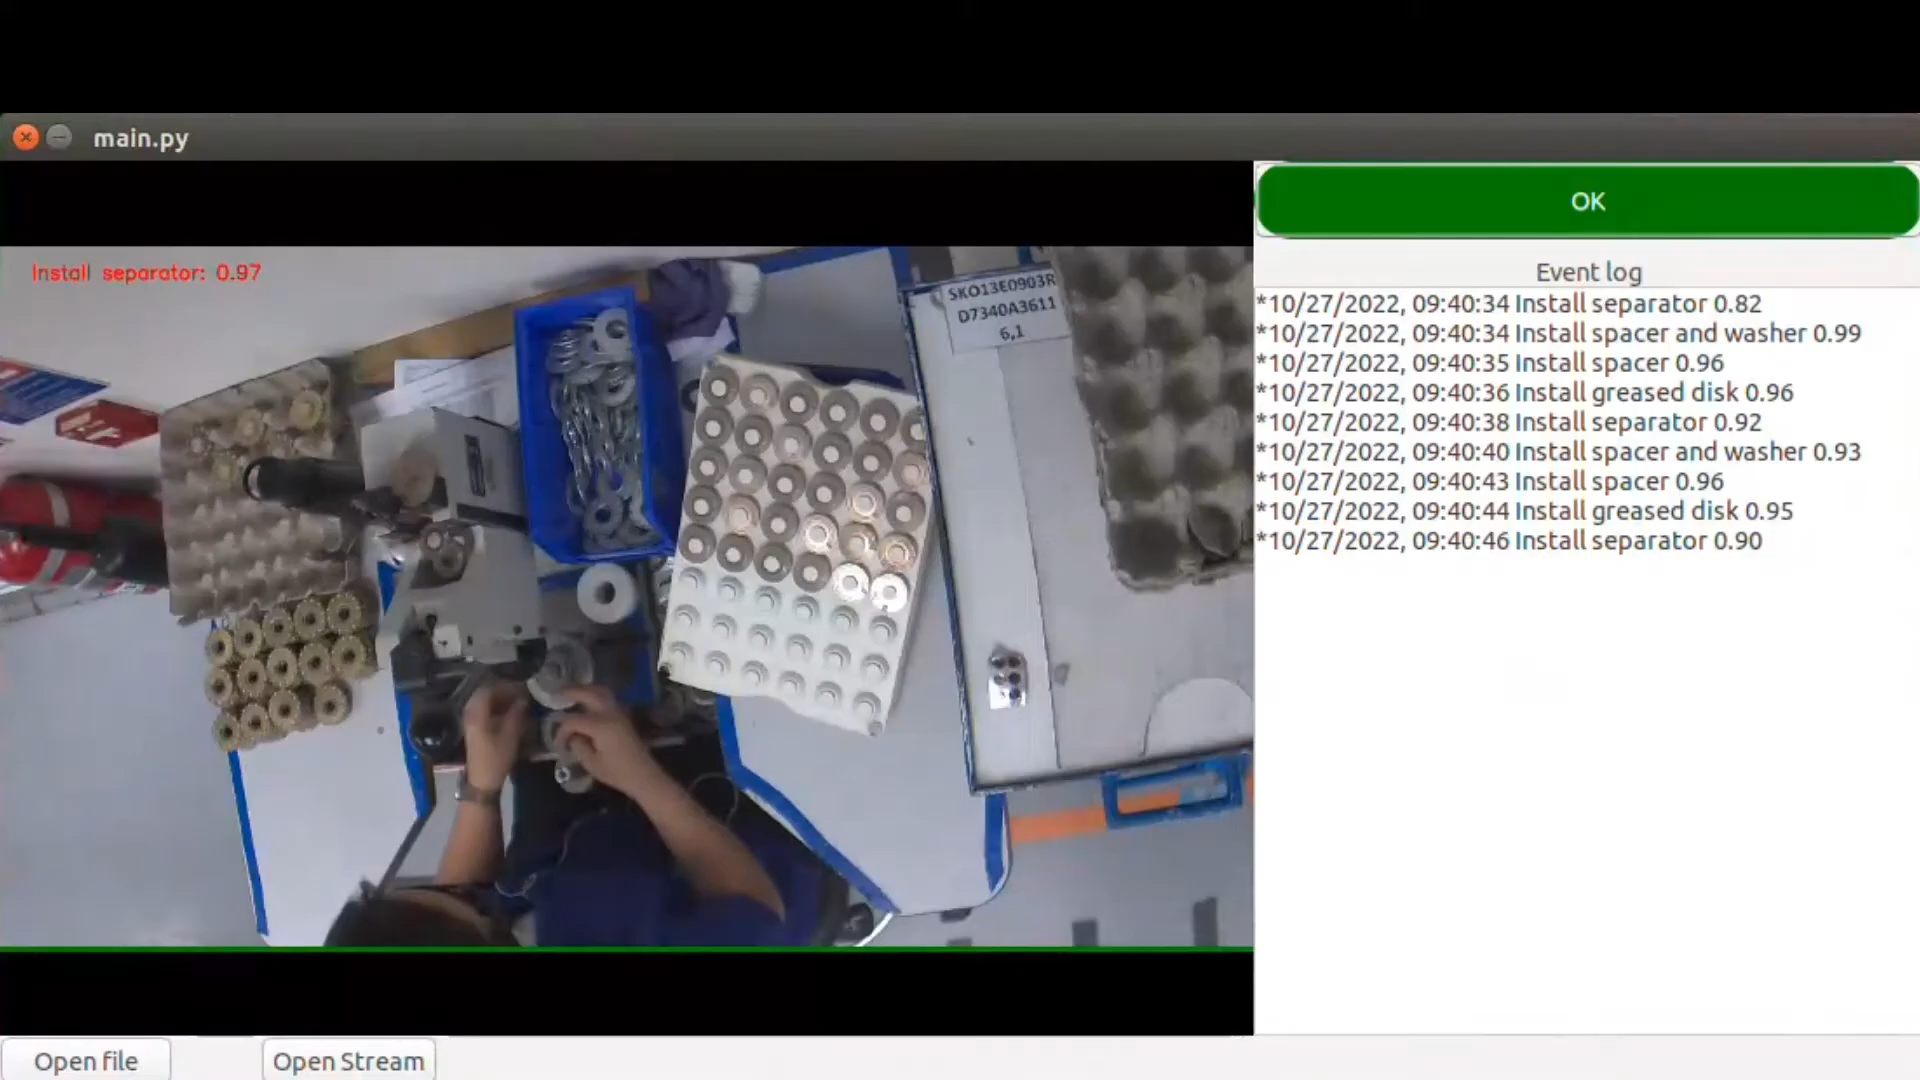 main.py
OK
Event log
Install separator: 0.97
SKO13E0903R
D7340A3611
6,1
*10/27/2022, 09:40:34 Install separator 0.82
*10/27/2022, 09:40:34 Install spacer and washer 0.99
*10/27/2022, 09:40:35 Install spacer 0.96
*10/27/2022, 09:40:36 Install greased disk 0.96
*10/27/2022, 09:40:38 Install separator 0.92
*10/27/2022, 09:40:40 Install spacer and washer 0.93
*10/27/2022, 09:40:43 Install spacer 0.96
*10/27/2022, 09:40:44 Install greased disk 0.95
*10/27/2022, 09:40:46 Install separator 0.90
Open file
Open Stream